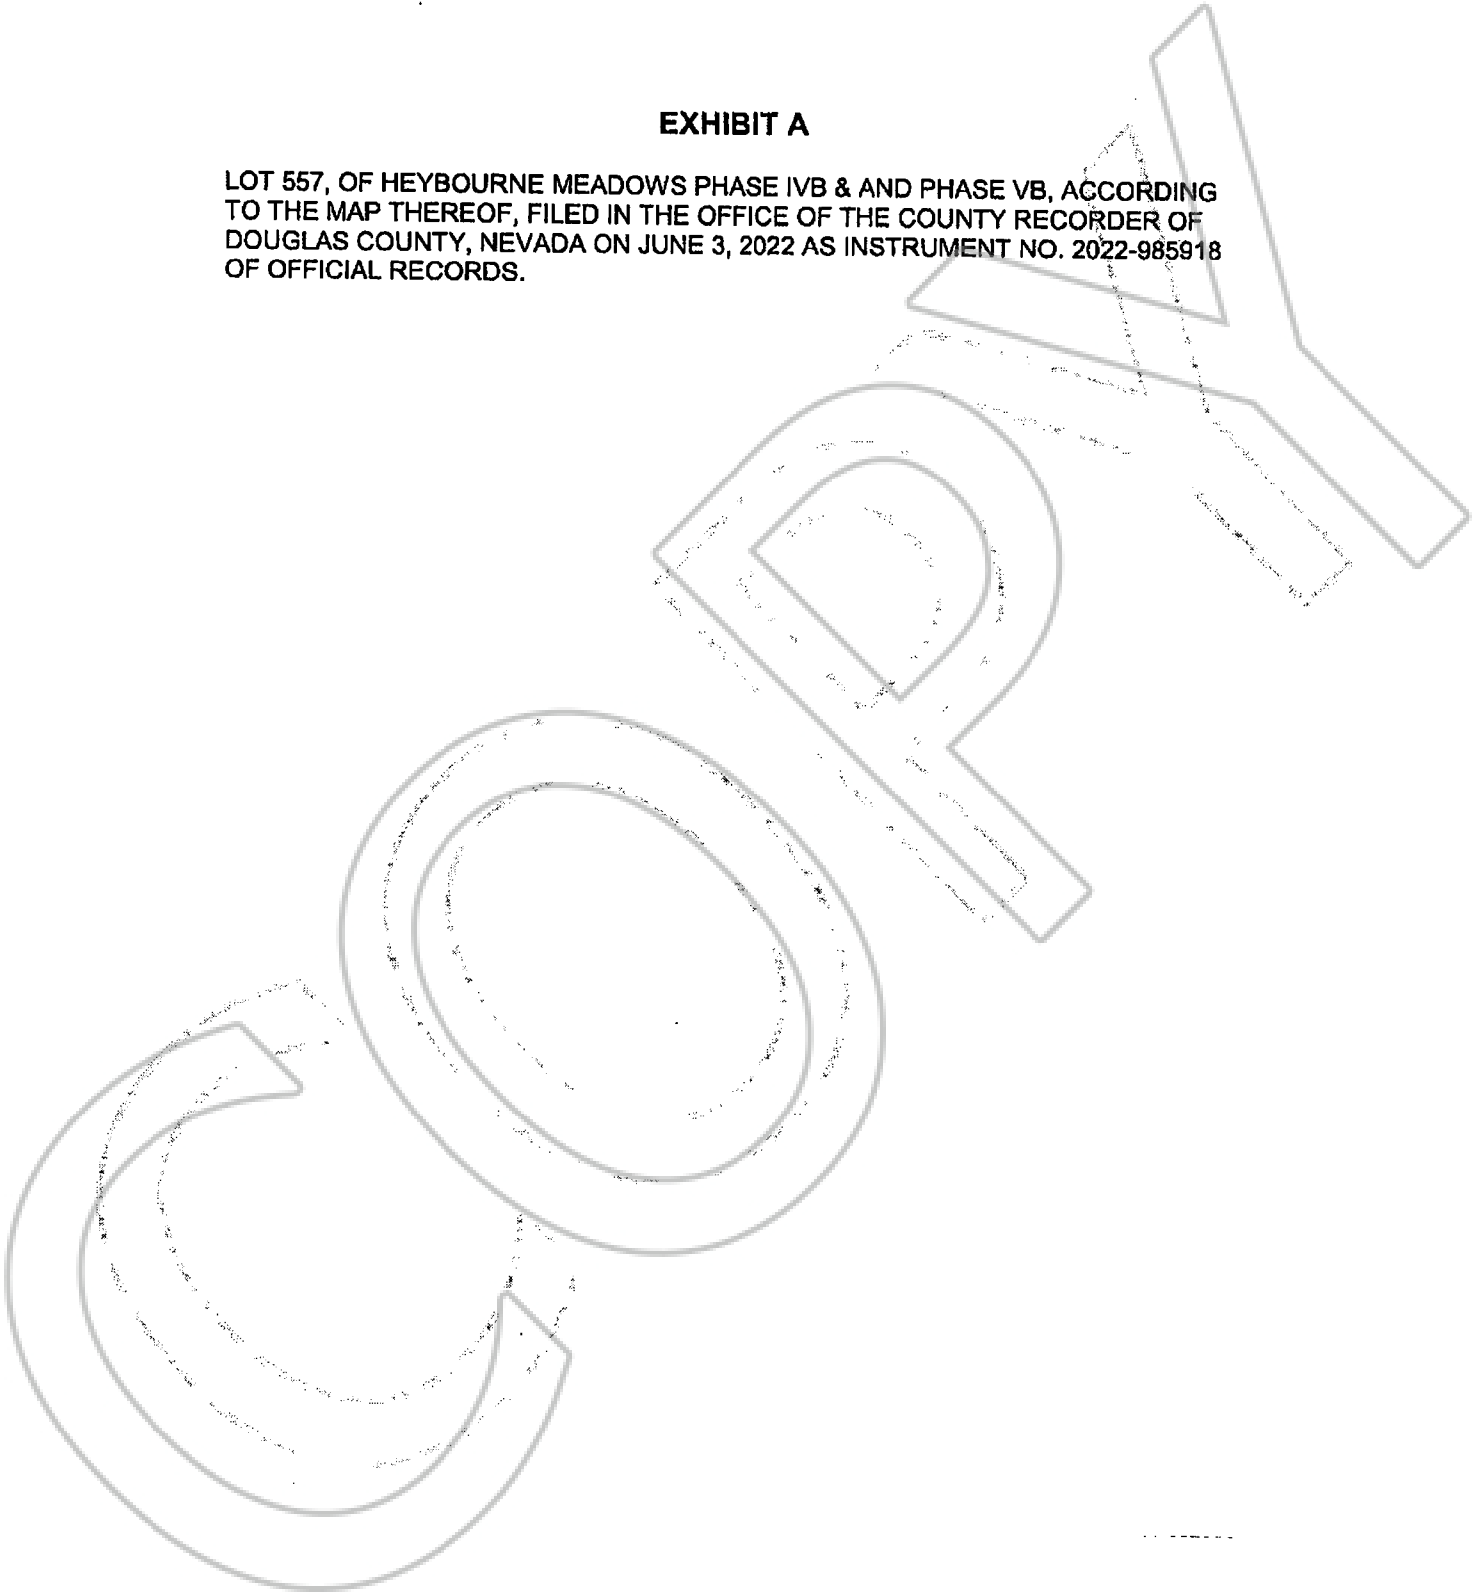 EXHIBIT A
LOT 557, OF HEYBOURNE MEADOWS PHASE IVB & AND PHASE VB, ACCORDING
TO THE MAP THEREOF, FILED IN THE OFFICE OF THE COUNTY RECORDER OF
DOUGLAS COUNTY, NEVADA ON JUNE 3, 2022 AS INSTRUMENT NO. 2022-985918
OF OFFICIAL RECORDS.
COPY